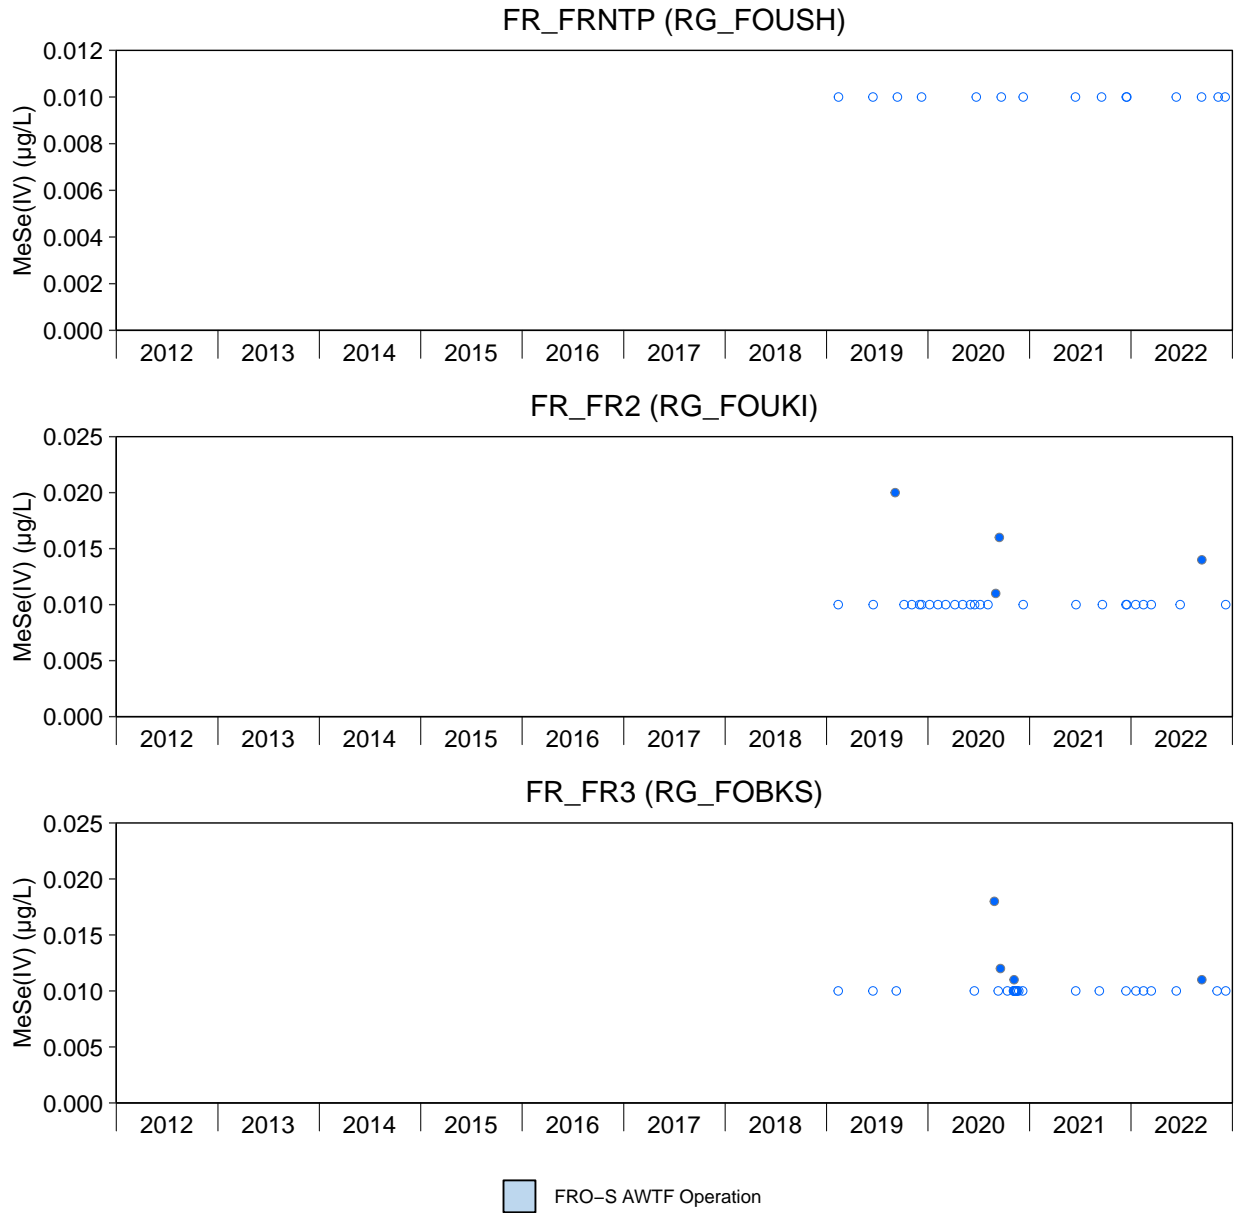 FR_FRNTP (RG_FOUSH)
MeSe(IV) (µg/L)
0.012
0.010
0.008
0.006
0.004
0.002
0.000
2012 2013 2014 2015 2016 2017 2018 2019 2020 2021 2022
FR_FR2 (RG_FOUKI)
MeSe(IV) (µg/L)
0.025
0.020
0.015
0.010
0.005
0.000
2012 2013 2014 2015 2016 2017 2018 2019 2020 2021 2022
FR_FR3 (RG_FOBKS)
MeSe(IV) (µg/L)
0.025
0.020
0.015
0.010
0.005
0.000
2012 2013 2014 2015 2016 2017 2018 2019 2020 2021 2022
FRO−S AWTF Operation